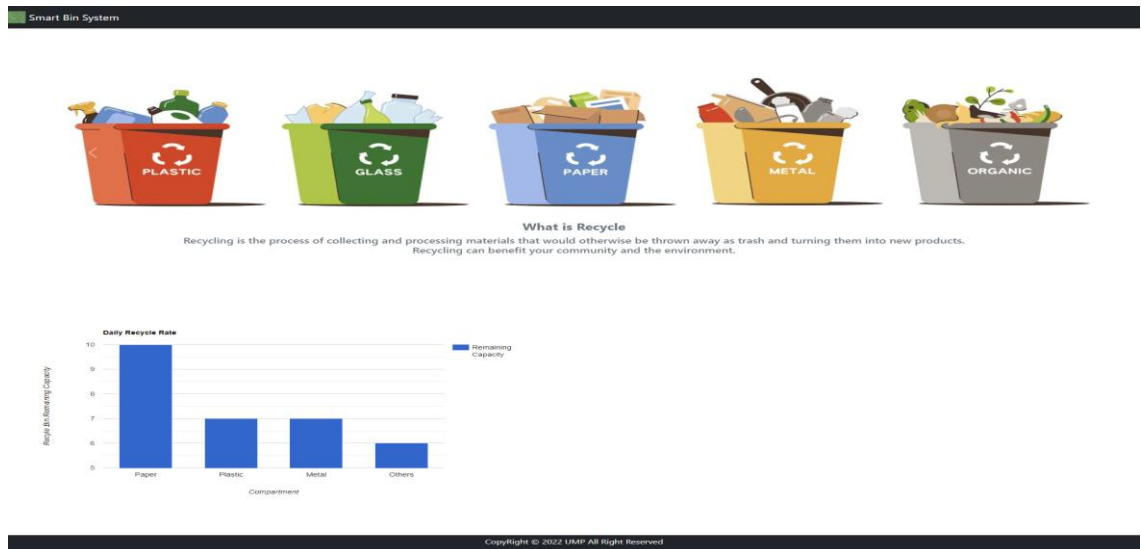 Smart Bin System
PLASTIC
GLASS
PAPER
METAL
ORGANIC
What is Recycle
Recycling is the process of collecting and processing materials that would otherwise be thrown away as trash and turning them into new products.
Recycling can benefit your community and the environment.
Daily Recycle Rate
Remaining
Capacity
10
9
8
7
6
5
Recyle Bin Remaining Capacity
Paper
Plastic
Metal
Others
Compartment
CopyRight © 2022 UMP All Right Reserved